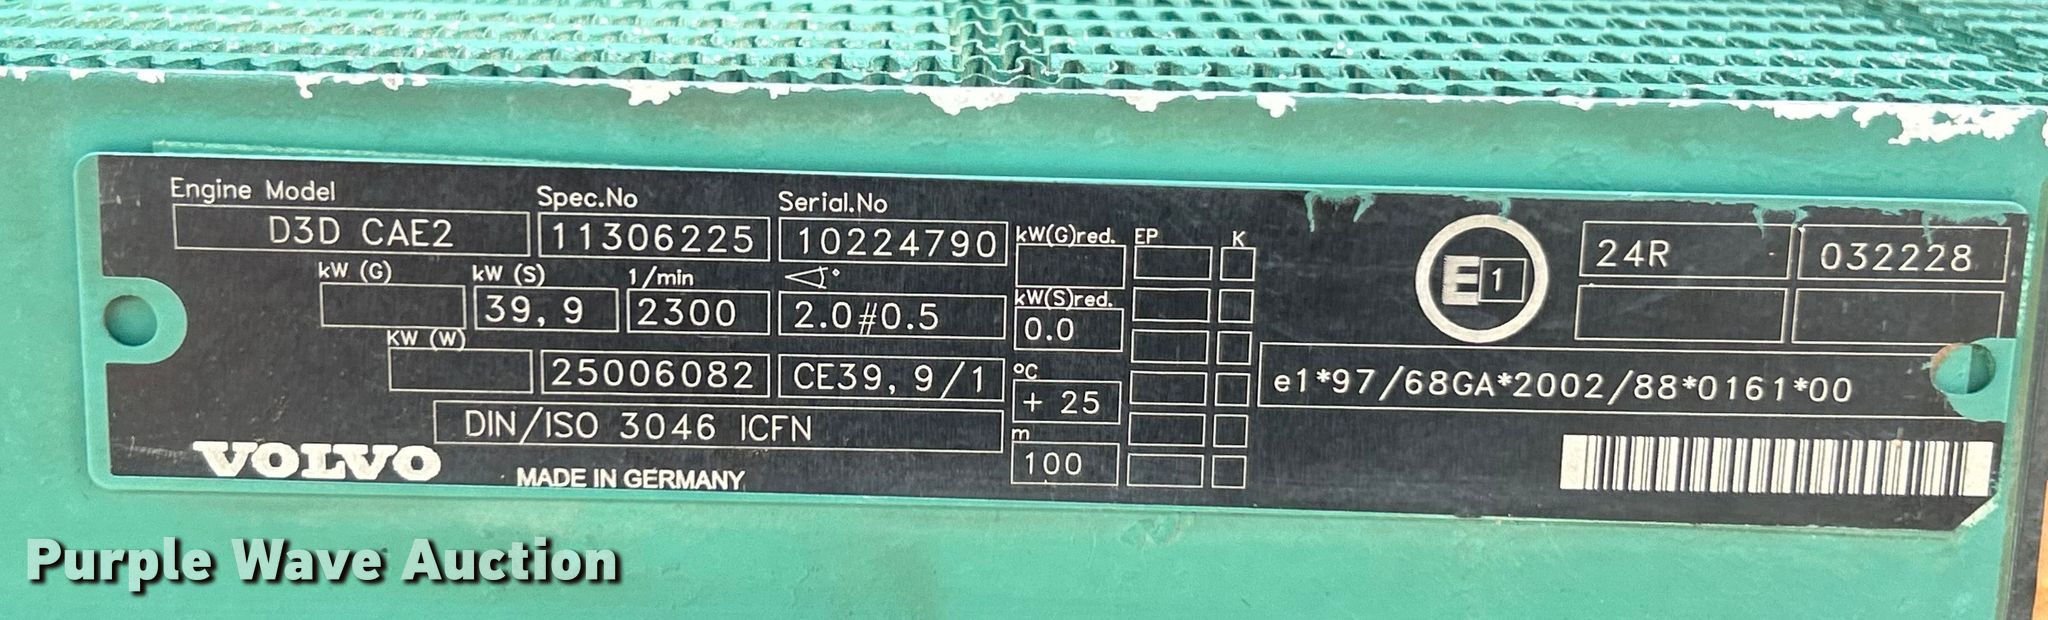 Engine Model Spec.No Serial.No
D3D CAE2 11306225 10224790 kW(G)red. EP K 24R 032228
E 1
kW (G) kW (S) 1/min °
39,9 2300 2.0#0.5 kW(S)red. 0.0
KW (W)
25006082 CE39,9/1 °C + 25 e1*97/68GA*2002/88*0161*00
DIN/ISO 3046 ICFN m 100
VOLVO MADE IN GERMANY
Purple Wave Auction